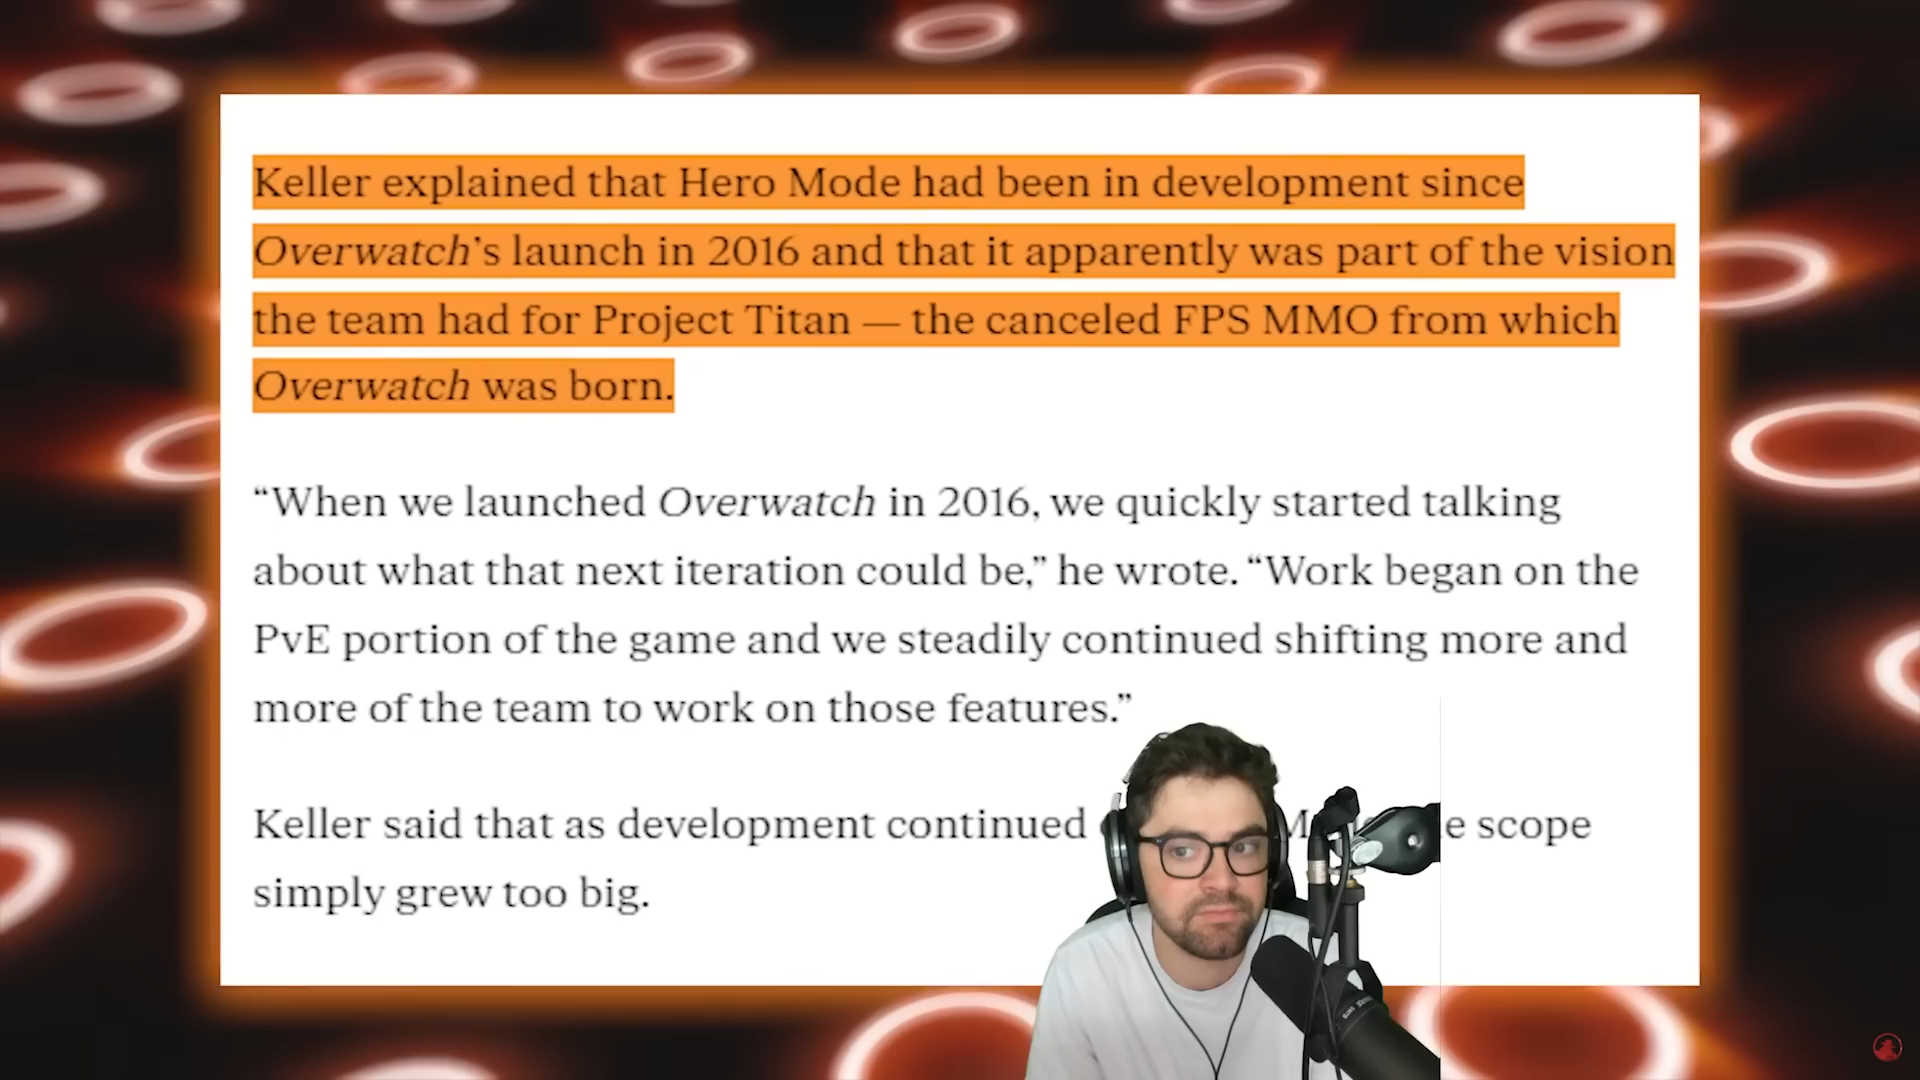 Keller explained that Hero Mode had been in development since
Overwatch’s launch in 2016 and that it apparently was part of the vision
the team had for Project Titan — the canceled FPS MMO from which
Overwatch was born.
“When we launched Overwatch in 2016, we quickly started talking
about what that next iteration could be,” he wrote. “Work began on the
PvE portion of the game and we steadily continued shifting more and
more of the team to work on those features.”
Keller said that as development continued scope
simply grew too big.